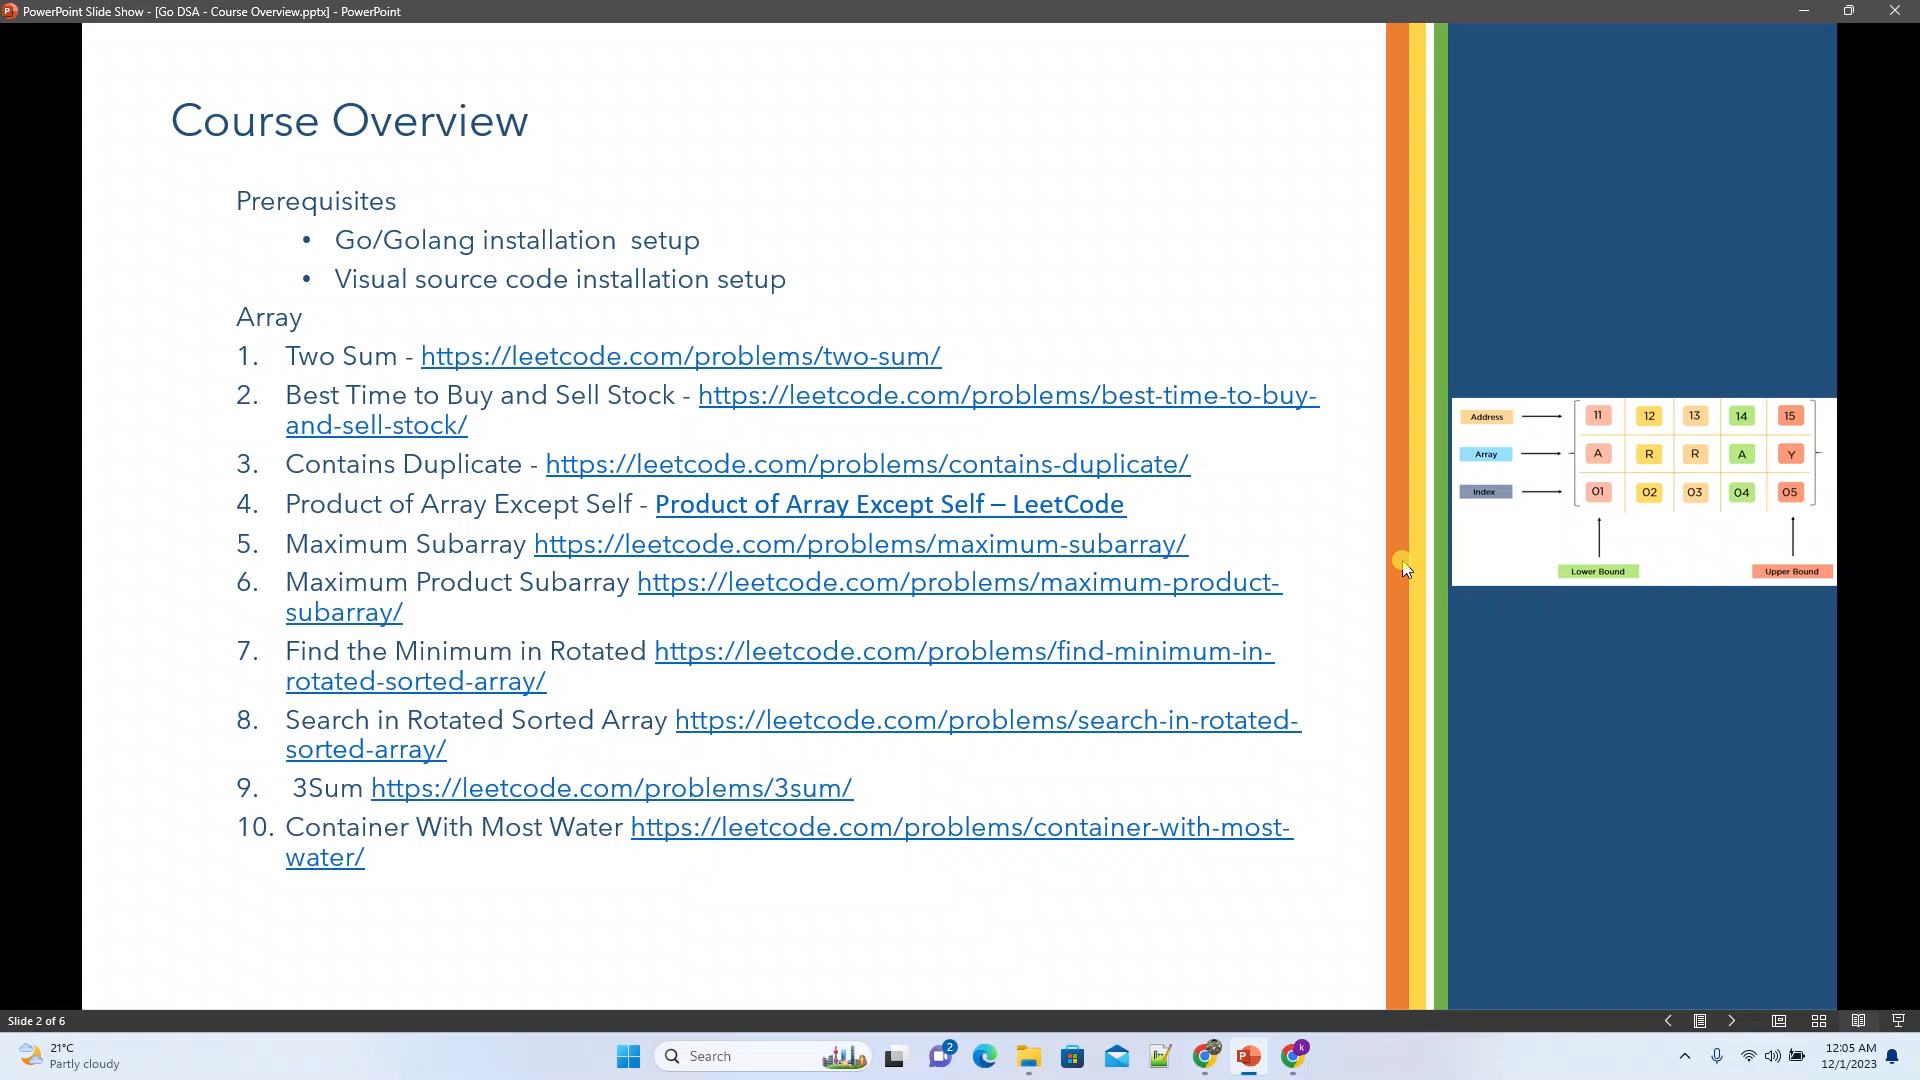 PowerPoint Slide Show - [Go DSA - Course Overview.pptx] - PowerPoint
Course Overview
Prerequisites
• Go/Golang installation  setup
• Visual source code installation setup
Array
1. Two Sum - https://leetcode.com/problems/two-sum/
2. Best Time to Buy and Sell Stock - https://leetcode.com/problems/best-time-to-buy-
and-sell-stock/
3. Contains Duplicate - https://leetcode.com/problems/contains-duplicate/
4. Product of Array Except Self - Product of Array Except Self – LeetCode
5. Maximum Subarray https://leetcode.com/problems/maximum-subarray/
6. Maximum Product Subarray https://leetcode.com/problems/maximum-product-
subarray/
7. Find the Minimum in Rotated https://leetcode.com/problems/find-minimum-in-
rotated-sorted-array/
8. Search in Rotated Sorted Array https://leetcode.com/problems/search-in-rotated-
sorted-array/
9. 3Sum https://leetcode.com/problems/3sum/
10. Container With Most Water https://leetcode.com/problems/container-with-most-
water/
Address 11 12 13 14 15
Array A R R A Y
Index 01 02 03 04 05
Lower Bound Upper Bound
Slide 2 of 6
21°C
Partly cloudy
Search
2
k
12:05 AM
12/1/2023